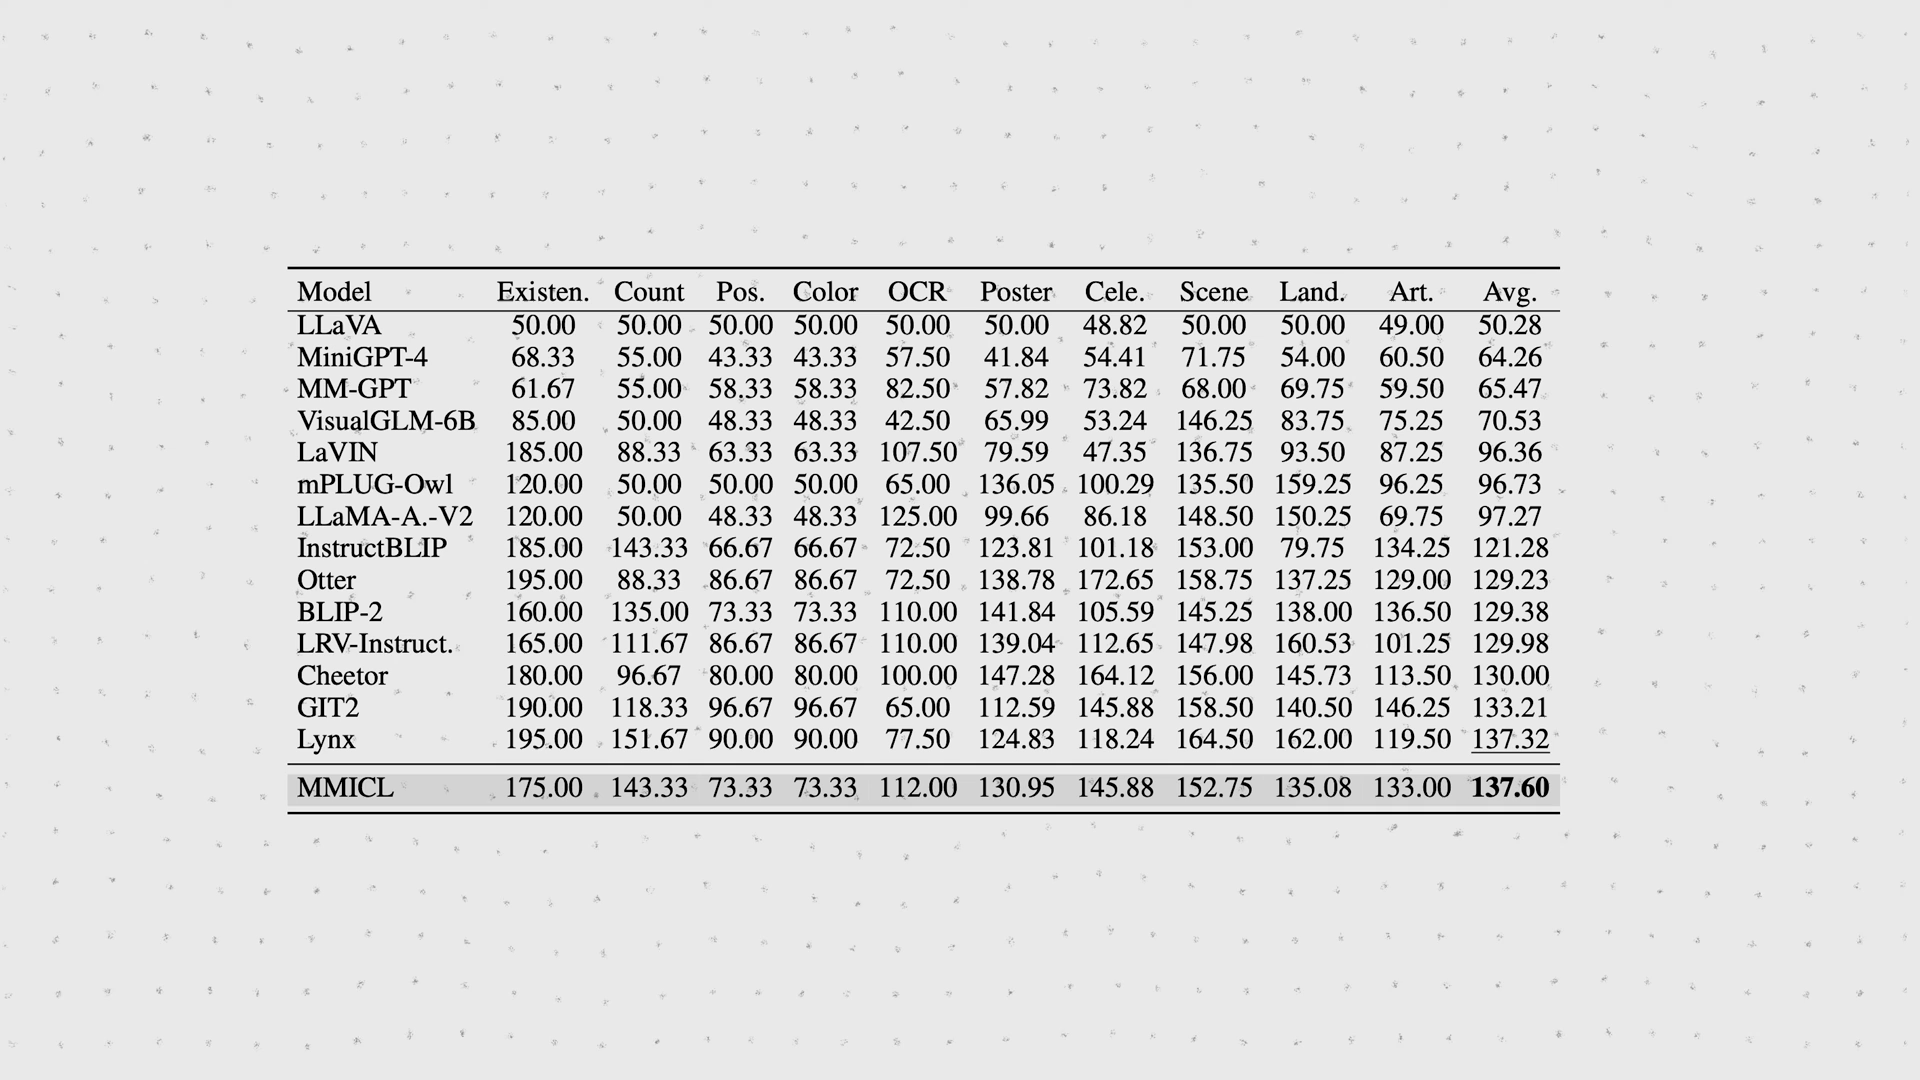 Model Existen. Count Pos. Color OCR Poster Cele. Scene Land. Art. Avg.
LLaVA 50.00 50.00 50.00 50.00 50.00 50.00 48.82 50.00 50.00 49.00 50.28
MiniGPT-4 68.33 55.00 43.33 43.33 57.50 41.84 54.41 71.75 54.00 60.50 64.26
MM-GPT 61.67 55.00 58.33 58.33 82.50 57.82 73.82 68.00 69.75 59.50 65.47
VisualGLM-6B 85.00 50.00 48.33 48.33 42.50 65.99 53.24 146.25 83.75 75.25 70.53
LaVIN 185.00 88.33 63.33 63.33 107.50 79.59 47.35 136.75 93.50 87.25 96.36
mPLUG-Owl 120.00 50.00 50.00 50.00 65.00 136.05 100.29 135.50 159.25 96.25 96.73
LLaMA-A.-V2 120.00 50.00 48.33 48.33 125.00 99.66 86.18 148.50 150.25 69.75 97.27
InstructBLIP 185.00 143.33 66.67 66.67 72.50 123.81 101.18 153.00 79.75 134.25 121.28
Otter 195.00 88.33 86.67 86.67 72.50 138.78 172.65 158.75 137.25 129.00 129.23
BLIP-2 160.00 135.00 73.33 73.33 110.00 141.84 105.59 145.25 138.00 136.50 129.38
LRV-Instruct. 165.00 111.67 86.67 86.67 110.00 139.04 112.65 147.98 160.53 101.25 129.98
Cheetor 180.00 96.67 80.00 80.00 100.00 147.28 164.12 156.00 145.73 113.50 130.00
GIT2 190.00 118.33 96.67 96.67 65.00 112.59 145.88 158.50 140.50 146.25 133.21
Lynx 195.00 151.67 90.00 90.00 77.50 124.83 118.24 164.50 162.00 119.50 137.32
MMICL 175.00 143.33 73.33 73.33 112.00 130.95 145.88 152.75 135.08 133.00 137.60